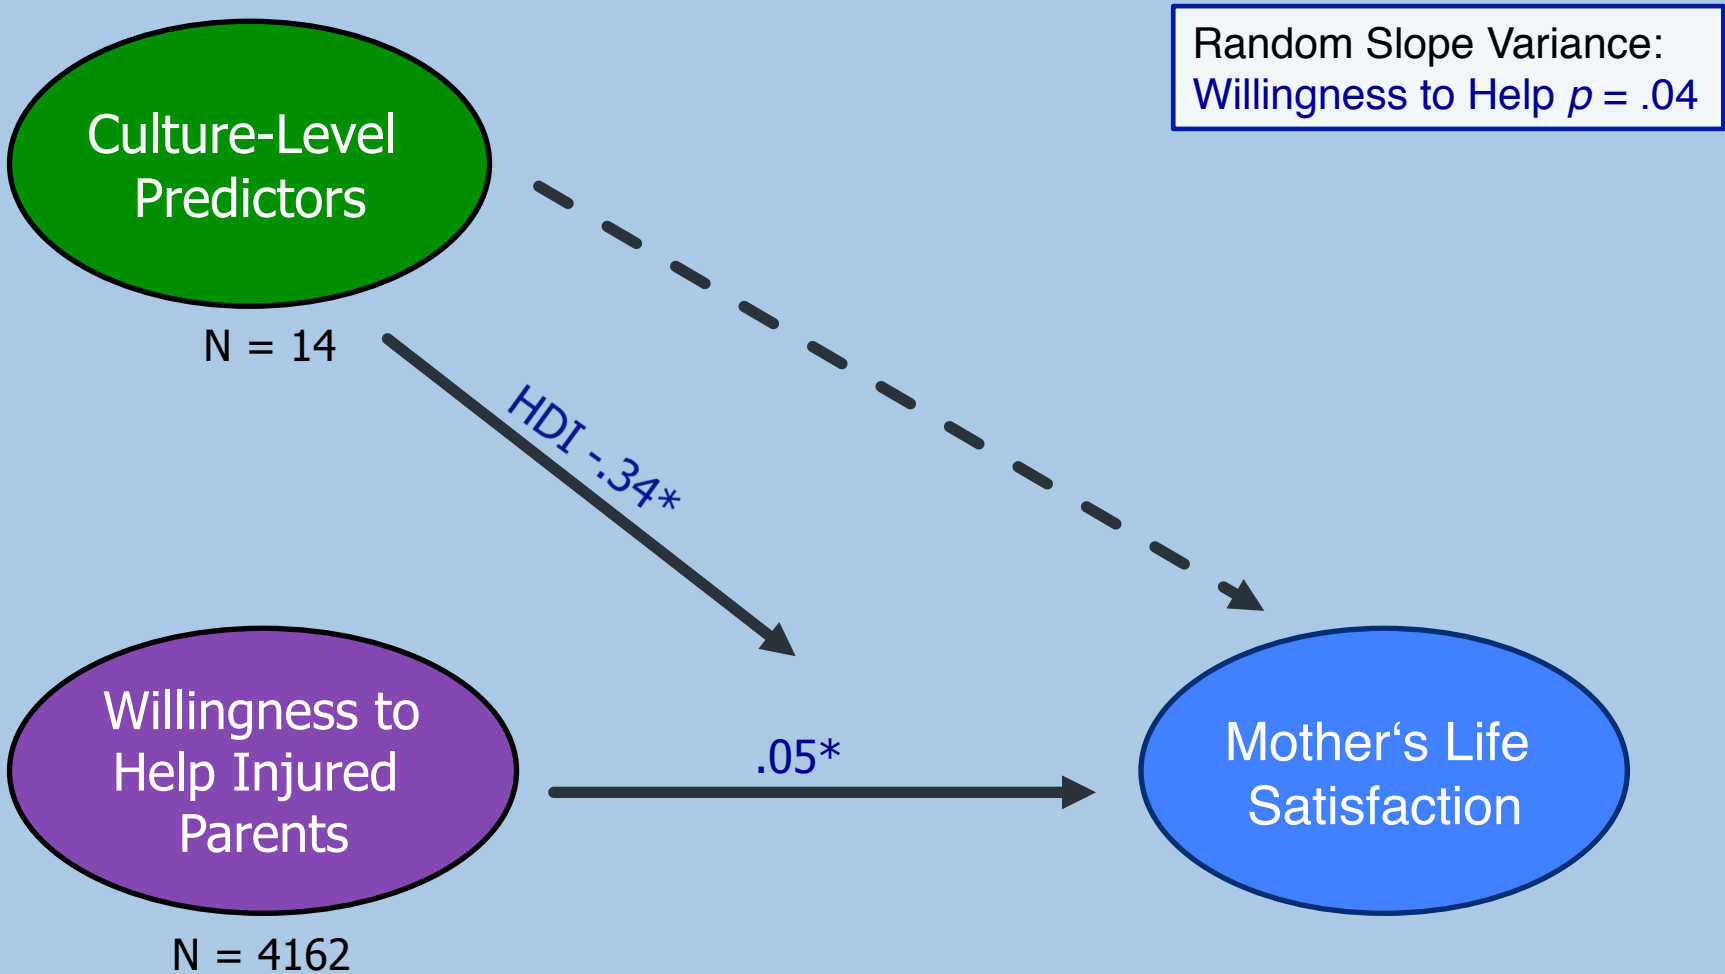 Random Slope Variance:
Willingness to Help p = .04
Culture-Level
Predictors
N = 14
HDI -.34*
Willingness to
Help Injured
Parents
.05*
Mother‘s Life
Satisfaction
N = 4162